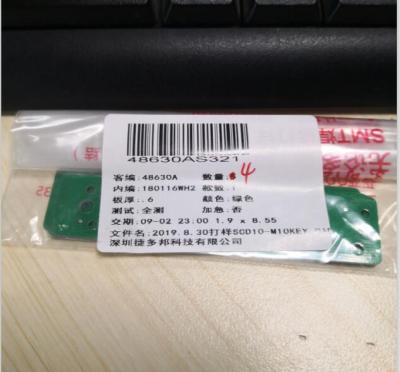 48630AS321
客编:48630A 数量: 4
内编:180116WH2 款数:1
板厚:.6 颜色:绿色
测试:全测 加急:否
交期:09-02 23:00 1.9 x 8.55
文件名:2019.8.30打样SCD10-M10KEY
深圳捷多邦科技有限公司
SMT